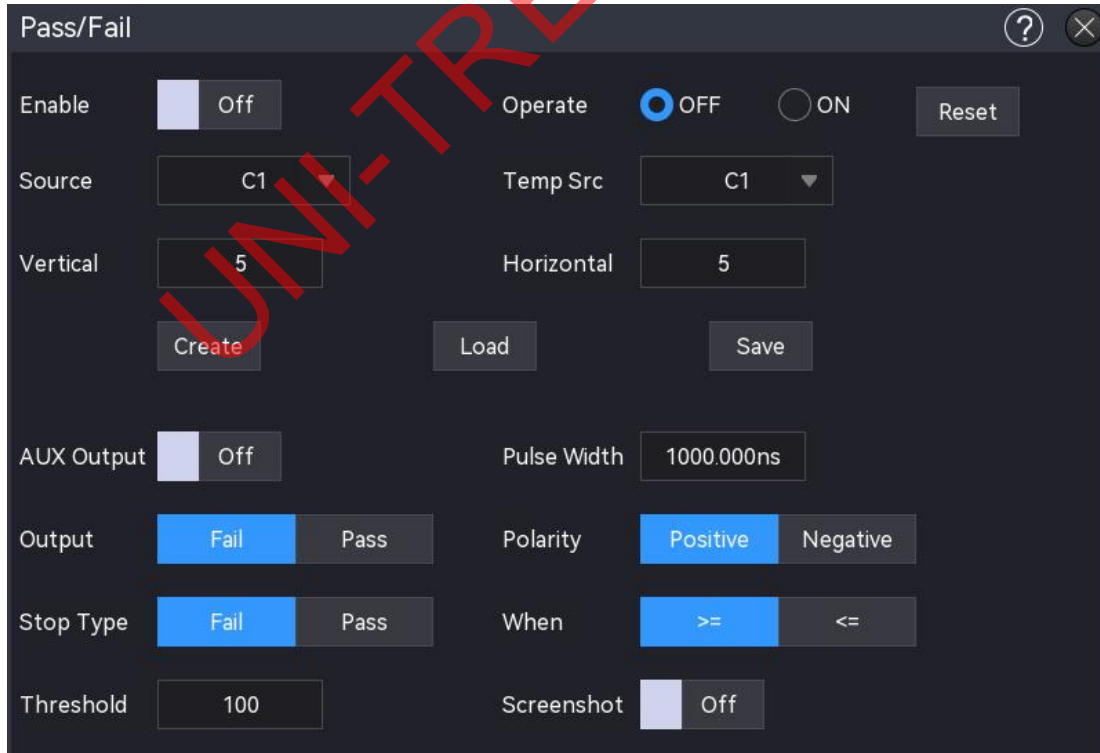 Pass/Fail ?
Enable Off Operate OFF ON Reset
Source C1 Temp Src C1
Vertical 5 Horizontal 5
Create Load Save
AUX Output Off Pulse Width 1000.000ns
Output Fail Pass Polarity Positive Negative
Stop Type Fail Pass When >= <=
Threshold 100 Screenshot Off
UNI-TRE